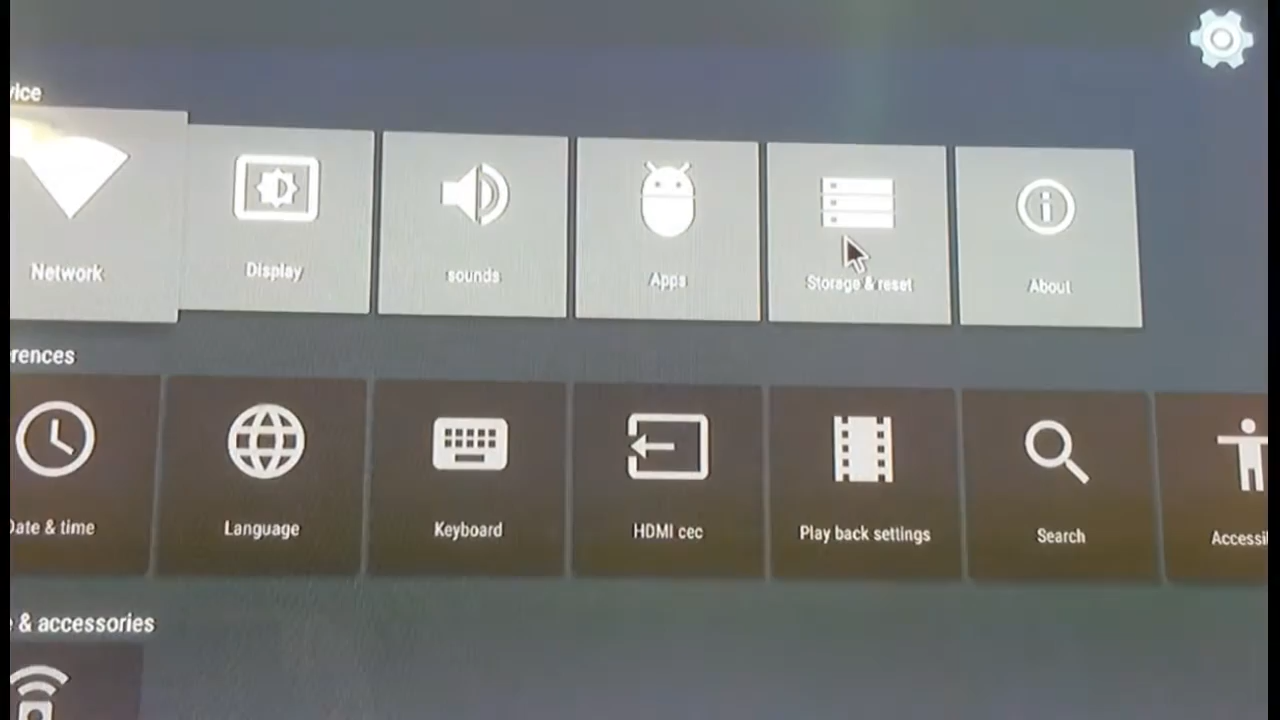 vice
Network
Display
sounds
Apps
Storage & reset
About
rences
Date & time
Language
Keyboard
HDMI cec
Play back settings
Search
Accessi
& accessories